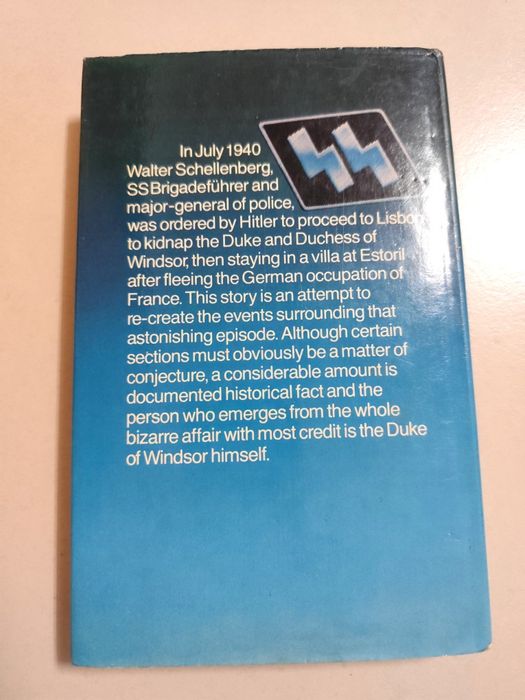 In July 1940
Walter Schellenberg,
SS Brigadeführer and
major-general of police,
was ordered by Hitler to proceed to Lisbon
to kidnap the Duke and Duchess of
Windsor, then staying in a villa at Estoril
after fleeing the German occupation of
France. This story is an attempt to
re-create the events surrounding that
astonishing episode. Although certain
sections must obviously be a matter of
conjecture, a considerable amount is
documented historical fact and the
person who emerges from the whole
bizarre affair with most credit is the Duke
of Windsor himself.